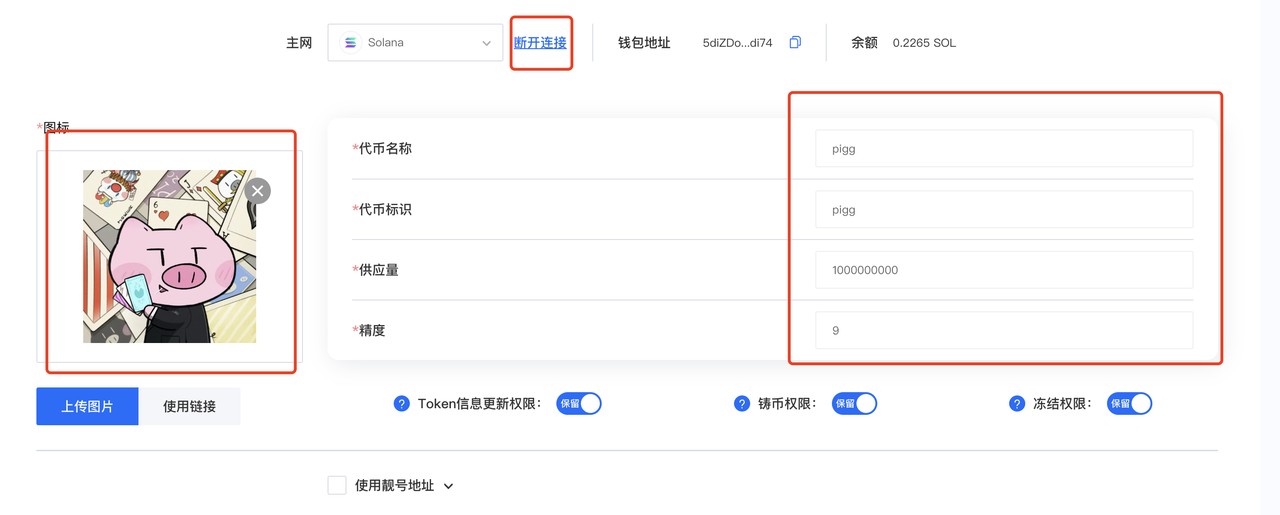 主网 Solana 断开连接 钱包地址 5diZDo...di74 余额 0.2265 SOL
*图标
*代币名称 pigg
*代币标识 pigg
*供应量 1000000000
*精度 9
上传图片 使用链接
? Token信息更新权限： 保留 ? 铸币权限： 保留 ? 冻结权限： 保留
使用靓号地址